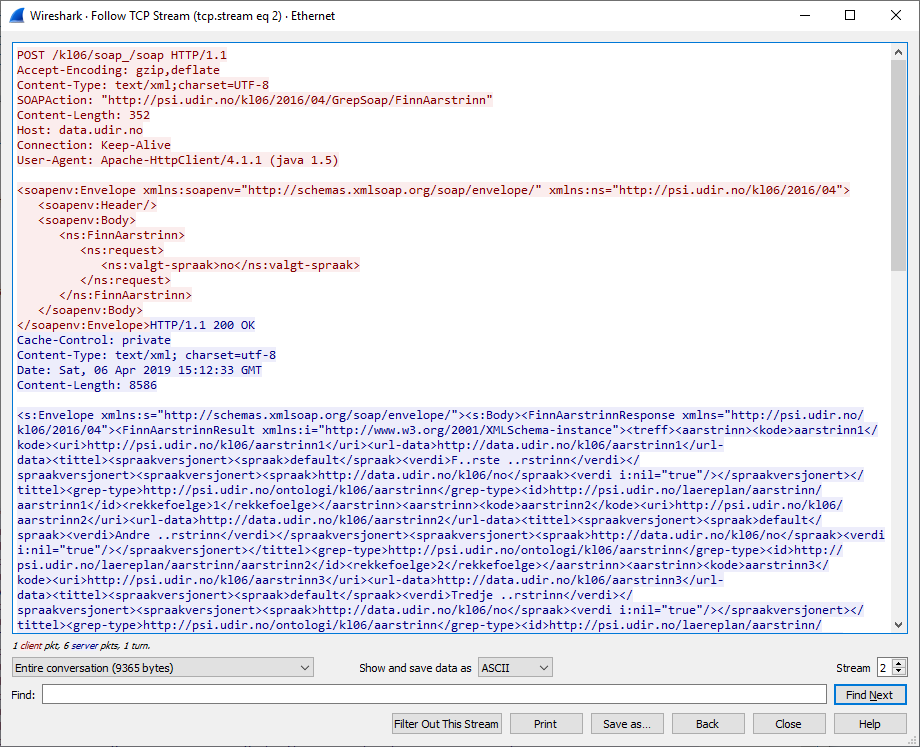 Wireshark · Follow TCP Stream (tcp.stream eq 2) · Ethernet
POST /kl06/soap_/soap HTTP/1.1
Accept-Encoding: gzip,deflate
Content-Type: text/xml;charset=UTF-8
SOAPAction: "http://psi.udir.no/kl06/2016/04/GrepSoap/FinnAarstrinn"
Content-Length: 352
Host: data.udir.no
Connection: Keep-Alive
User-Agent: Apache-HttpClient/4.1.1 (java 1.5)
<soapenv:Envelope xmlns:soapenv="http://schemas.xmlsoap.org/soap/envelope/" xmlns:ns="http://psi.udir.no/kl06/2016/04">
<soapenv:Header/>
<soapenv:Body>
<ns:FinnAarstrinn>
<ns:request>
<ns:valgt-spraak>no</ns:valgt-spraak>
</ns:request>
</ns:FinnAarstrinn>
</soapenv:Body>
</soapenv:Envelope>HTTP/1.1 200 OK
Cache-Control: private
Content-Type: text/xml; charset=utf-8
Date: Sat, 06 Apr 2019 15:12:33 GMT
Content-Length: 8586
<s:Envelope xmlns:s="http://schemas.xmlsoap.org/soap/envelope/"><s:Body><FinnAarstrinnResponse xmlns="http://psi.udir.no/
kl06/2016/04"><FinnAarstrinnResult xmlns:i="http://www.w3.org/2001/XMLSchema-instance"><treff><aarstrinn><kode>aarstrinn1</
kode><uri>http://psi.udir.no/kl06/aarstrinn1</uri><url-data>http://data.udir.no/kl06/aarstrinn1</url-
data><tittel><spraakversjonert><spraak>default</spraak><verdi>F..rste ..rstrinn</verdi></
spraakversjonert><spraakversjonert><spraak>http://data.udir.no/kl06/no</spraak><verdi i:nil="true"/></spraakversjonert></
tittel><grep-type>http://psi.udir.no/ontologi/kl06/aarstrinn</grep-type><id>http://psi.udir.no/laereplan/aarstrinn/
aarstrinn1</id><rekkefoelge>1</rekkefoelge></aarstrinn><aarstrinn><kode>aarstrinn2</kode><uri>http://psi.udir.no/kl06/
aarstrinn2</uri><url-data>http://data.udir.no/kl06/aarstrinn2</url-data><tittel><spraakversjonert><spraak>default</
spraak><verdi>Andre ..rstrinn</verdi></spraakversjonert><spraakversjonert><spraak>http://data.udir.no/kl06/no</spraak><verdi
i:nil="true"/></spraakversjonert></tittel><grep-type>http://psi.udir.no/ontologi/kl06/aarstrinn</grep-type><id>http://
psi.udir.no/laereplan/aarstrinn/aarstrinn2</id><rekkefoelge>2</rekkefoelge></aarstrinn><aarstrinn><kode>aarstrinn3</
kode><uri>http://psi.udir.no/kl06/aarstrinn3</uri><url-data>http://data.udir.no/kl06/aarstrinn3</url-
data><tittel><spraakversjonert><spraak>default</spraak><verdi>Tredje ..rstrinn</verdi></
spraakversjonert><spraakversjonert><spraak>http://data.udir.no/kl06/no</spraak><verdi i:nil="true"/></spraakversjonert></
tittel><grep-type>http://psi.udir.no/ontologi/kl06/aarstrinn</grep-type><id>http://psi.udir.no/laereplan/aarstrinn/
1 client pkt, 6 server pkts, 1 turn.
Entire conversation (9365 bytes) Show and save data as ASCII Stream 2
Find: Find Next
Filter Out This Stream Print Save as... Back Close Help